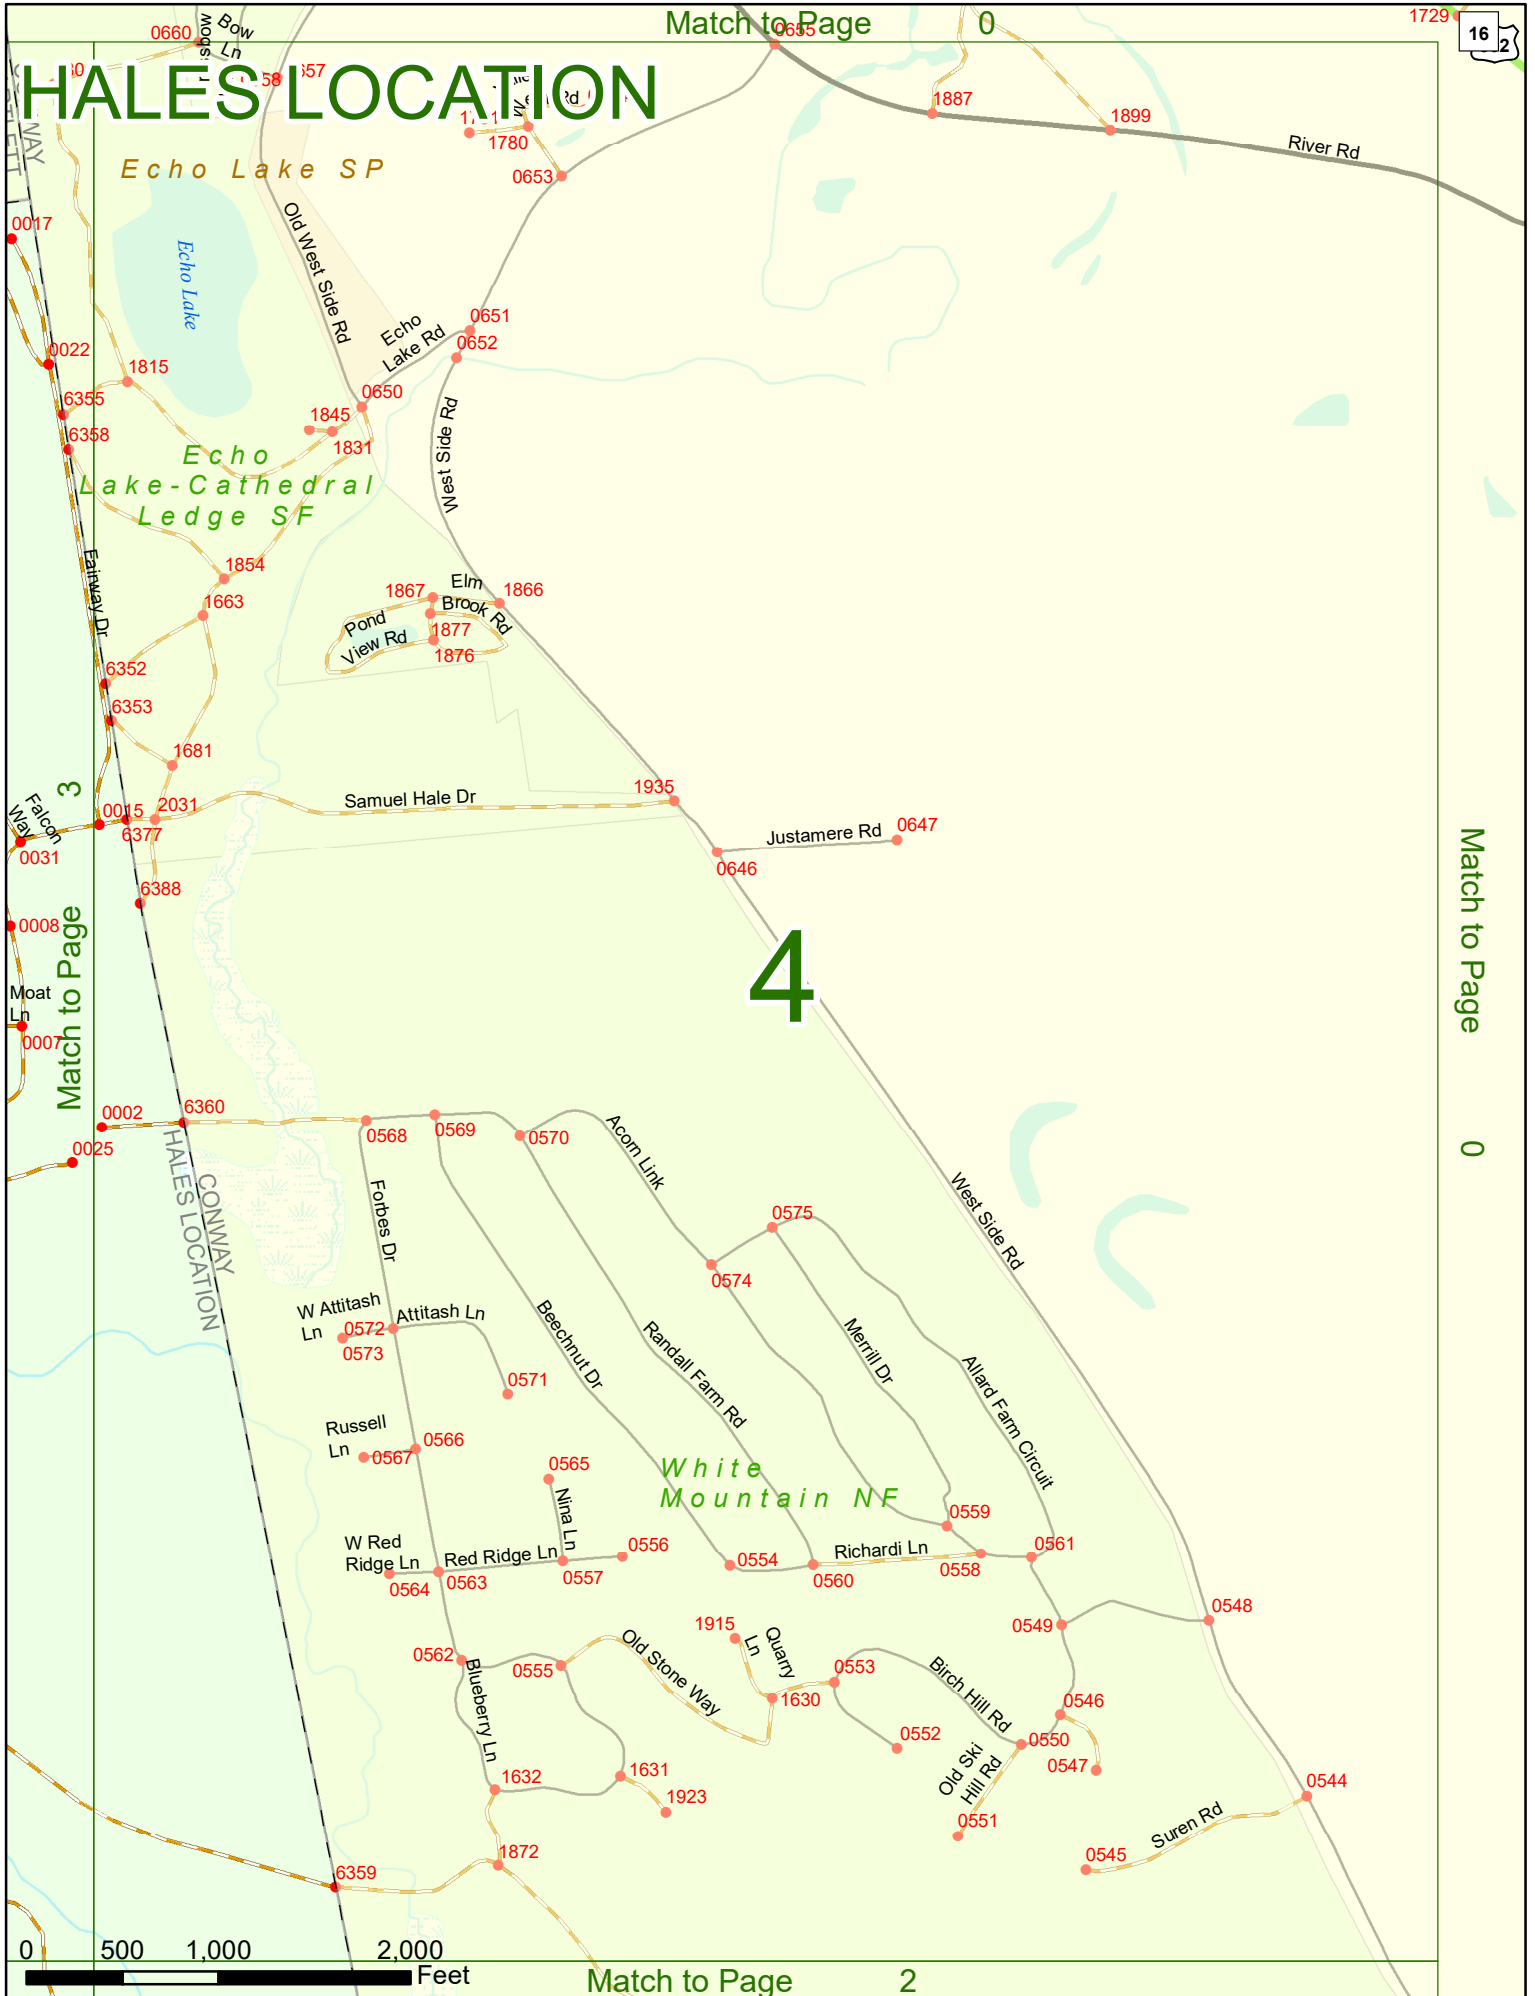 Match to Page 0
HALES LOCATION
0660
Bow
Ln
0655
1729
16
1887
1899
River Rd
1780
0653
Echo Lake SP
Echo Lake
Old West Side Rd
0017
0022
1815
6355
6358
0651
0652
Echo
Lake Rd
0650
1845
1831
West Side Rd
Echo
Lake-Cathedral
Ledge SF
Fairway Dr
1854
1663
1867
Elm
Brook Rd
1866
Pond
View Rd
1877
1876
6352
6353
1681
Match to Page 3
Falcon
Way
0015
2031
6377
0031
Samuel Hale Dr
1935
Justamere Rd
0647
0646
6388
0008
Moat
Ln
0007
4
Match to Page 0
0002
6360
0025
HALES LOCATION
CONWAY
0568
0569
0570
Acorn Link
Forbes Dr
0575
0574
West Side Rd
W Attitash
Ln
0572
0573
Attitash Ln
0571
Beechnut Dr
Randall Farm Rd
Merrill Dr
Allard Farm Circuit
Russell
Ln
0567
0566
0565
Nina Ln
White
Mountain NF
0559
W Red
Ridge Ln
0564
0563
Red Ridge Ln
0557
0556
0554
0560
Richardi Ln
0558
0561
0549
0548
1915
Quarry
Ln
0562
Blueberry Ln
0555
Old Stone Way
1630
0553
Birch Hill Rd
0546
0552
0550
0547
Old Ski
Hill Rd
0551
1632
1631
1923
0544
Suren Rd
0545
1872
6359
0 500 1,000 2,000
Feet
Match to Page 2